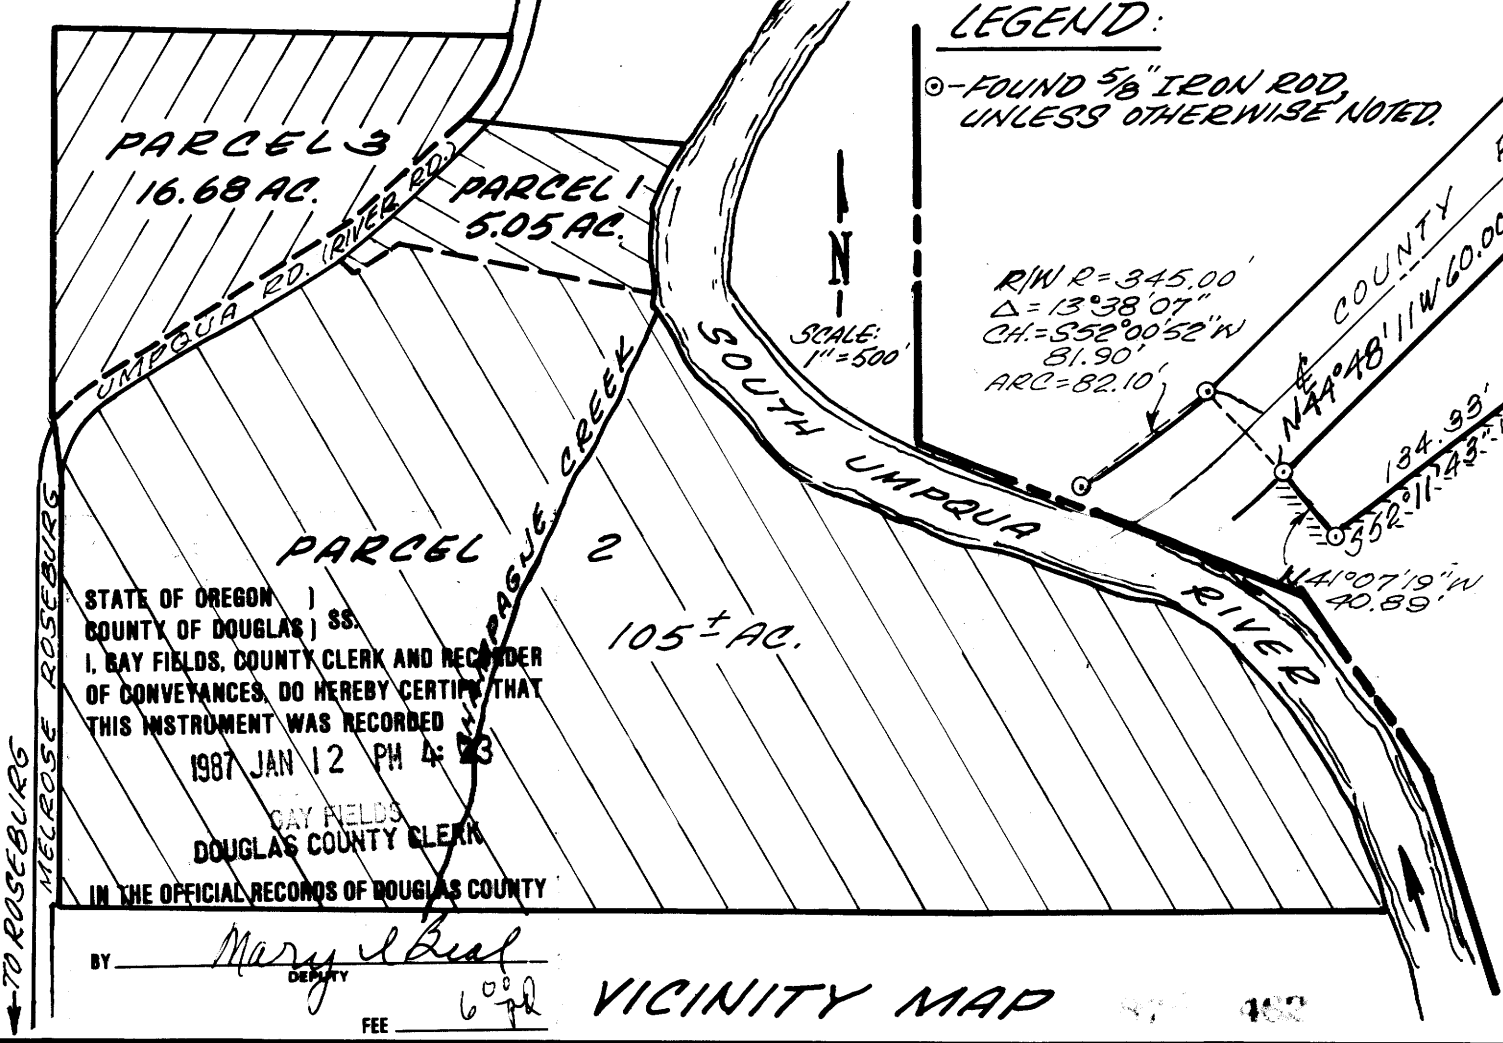 LEGEND:
⊙-FOUND 5/8" IRON ROD,
UNLESS OTHERWISE NOTED.
PARCEL 3
16.68 AC.
PARCEL 1
5.05 AC.
UMPQUA RD. (RIVER RD.)
N
SCALE:
1"=500'
R/W R=345.00'
Δ=13°38'07"
CH.=S52°00'52"W
81.90'
ARC=82.10'
COUNTY
℄
N44°48'11"W 60.00
134.33'
S52°11'43"
N41°07'19"W
40.89'
SOUTH UMPQUA RIVER
CREEK
PARCEL 2
105± AC.
MELROSE ROSEBURG
←TO ROSEBURG
STATE OF OREGON )
COUNTY OF DOUGLAS ) SS.
I, GAY FIELDS, COUNTY CLERK AND RECORDER
OF CONVEYANCES, DO HEREBY CERTIFY THAT
THIS INSTRUMENT WAS RECORDED
1987 JAN 12 PM 4:
GAY FIELDS
DOUGLAS COUNTY CLERK
IN THE OFFICIAL RECORDS OF DOUGLAS COUNTY
BY Mary Beal
DEPUTY
FEE 6.00 pd
VICINITY MAP